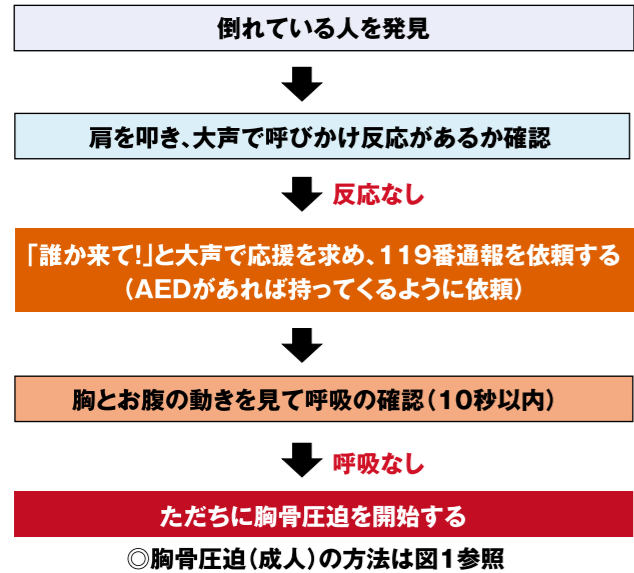 倒れている人を発見
肩を叩き、大声で呼びかけ反応があるか確認
反応なし
「誰か来て!」と大声で応援を求め、119番通報を依頼する
(AEDがあれば持ってくるように依頼)
胸とお腹の動きを見て呼吸の確認(10秒以内)
呼吸なし
ただちに胸骨圧迫を開始する
◎胸骨圧迫(成人)の方法は図1参照